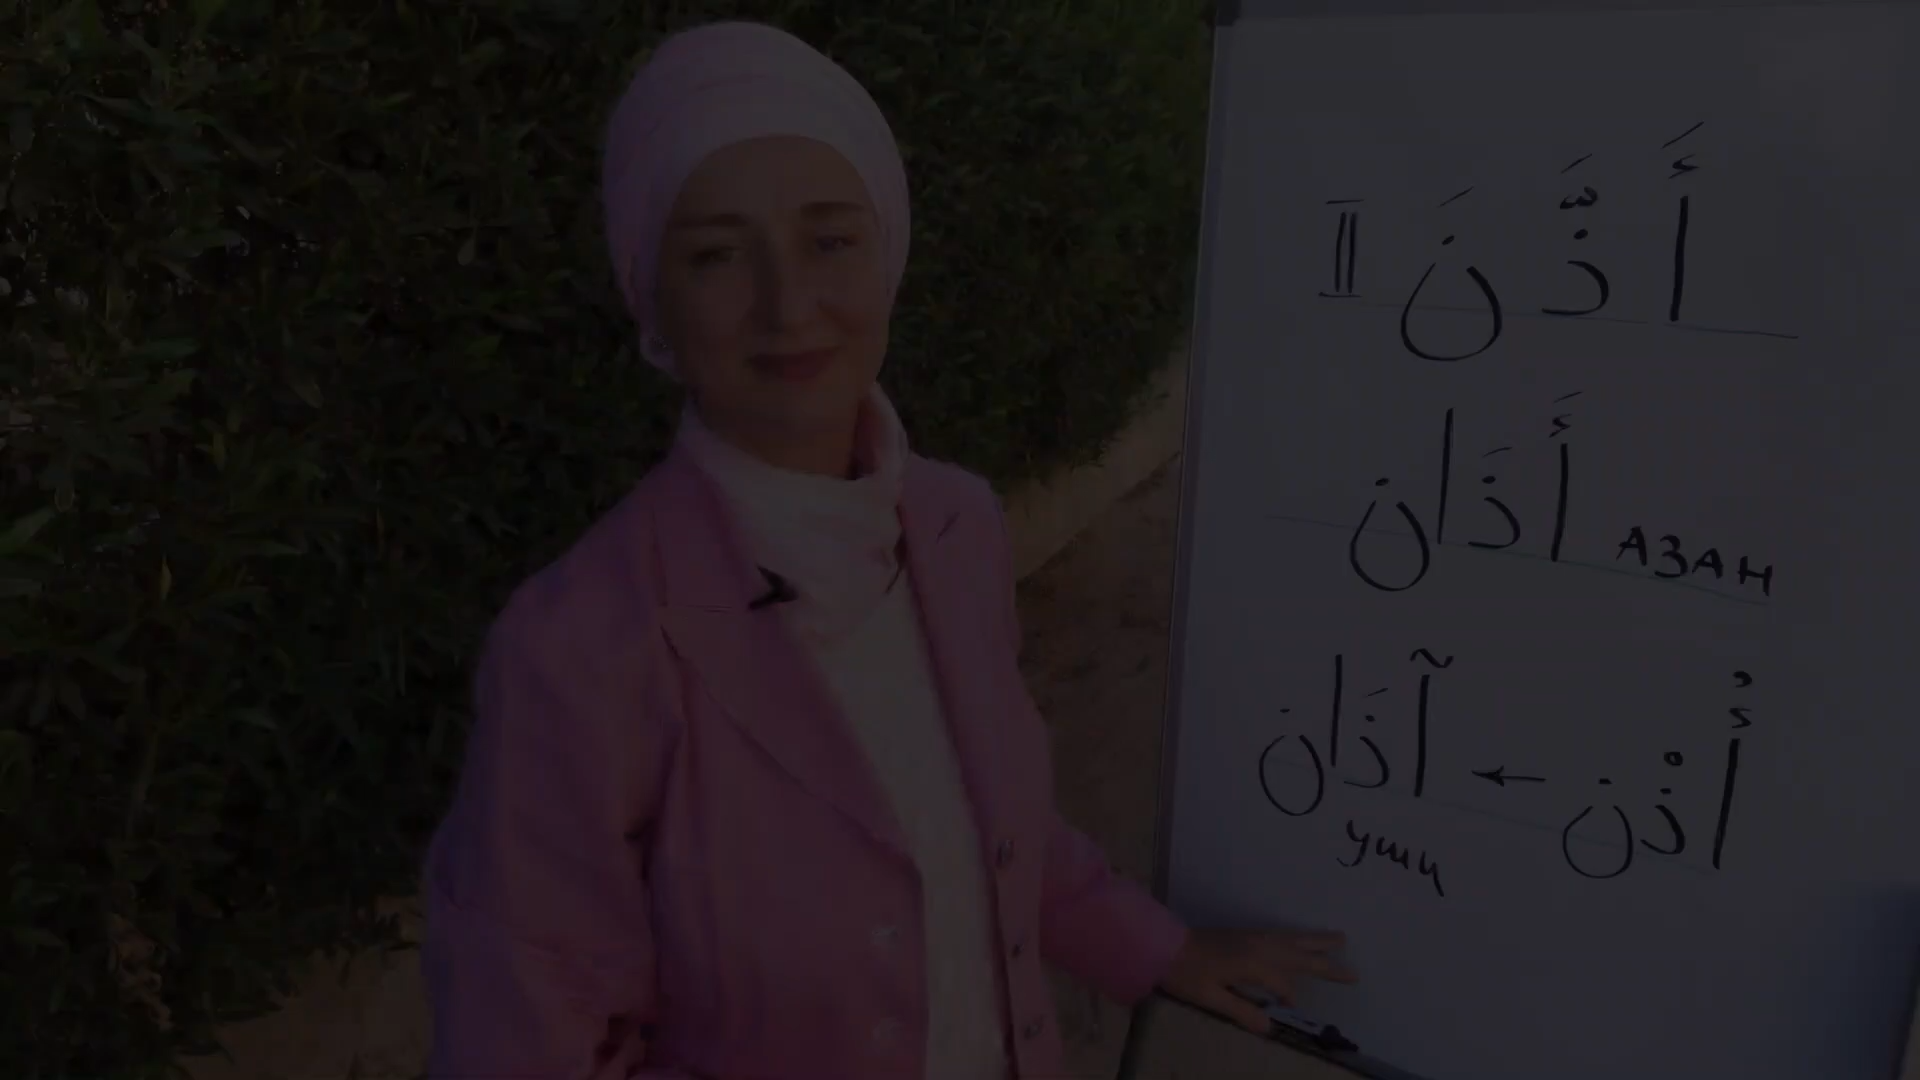 أَ ذَّ نَ II
أَذَان АЗАН
أُذْن ← آذَان
уши